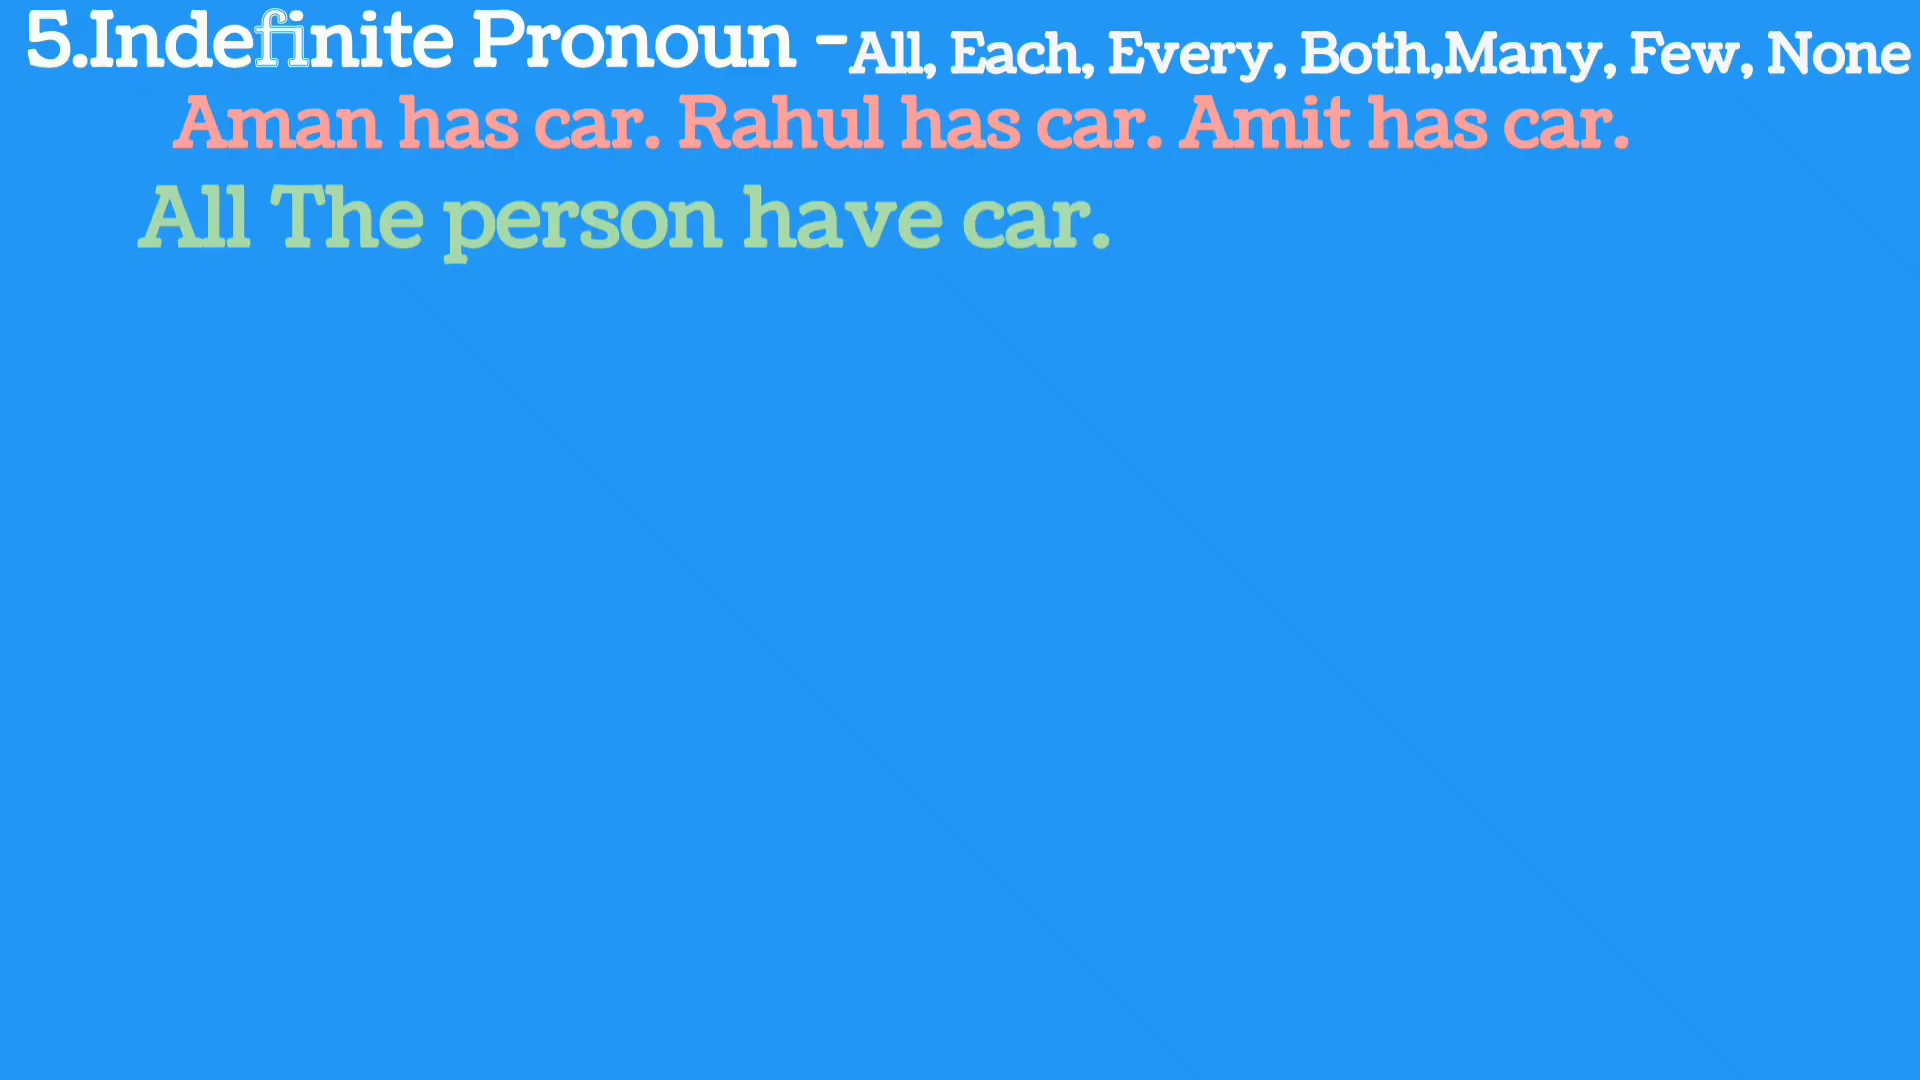 5.Indefinite Pronoun -All, Each, Every, Both,Many, Few, None
Aman has car. Rahul has car. Amit has car.
All The person have car.